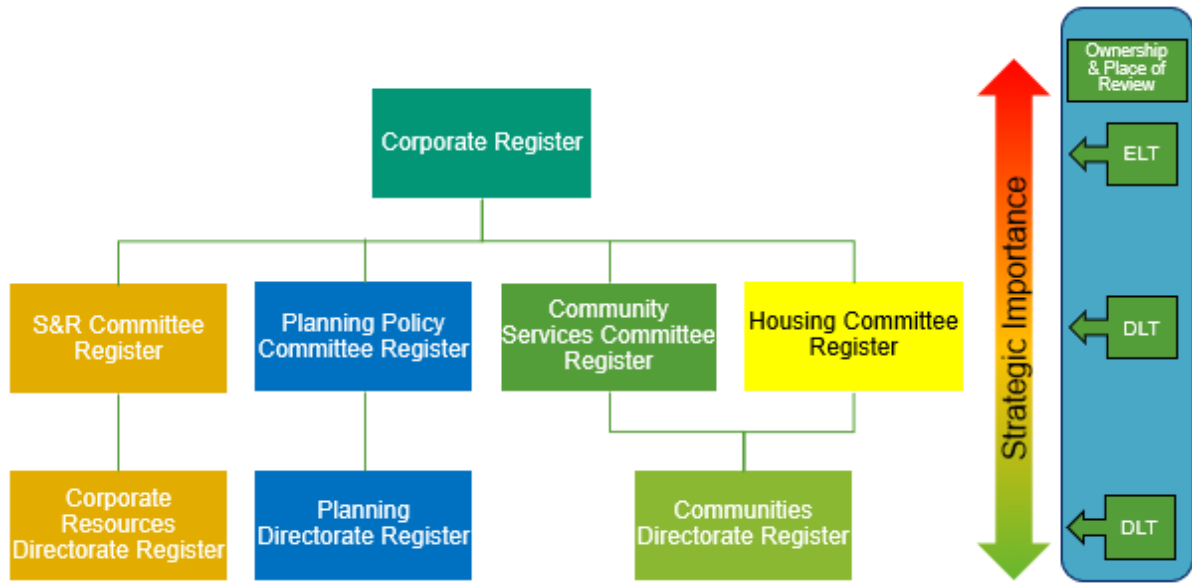 Corporate Register
S&R Committee
Register
Planning Policy
Committee Register
Community
Services Committee
Register
Housing Committee
Register
Corporate
Resources
Directorate Register
Planning
Directorate Register
Communities
Directorate Register
Strategic Importance
Ownership
& Place of
Review
ELT
DLT
DLT